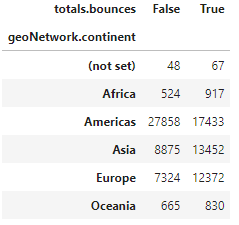 totals.bounces False True
geoNetwork.continent
(not set) 48 67
Africa 524 917
Americas 27858 17433
Asia 8875 13452
Europe 7324 12372
Oceania 665 830